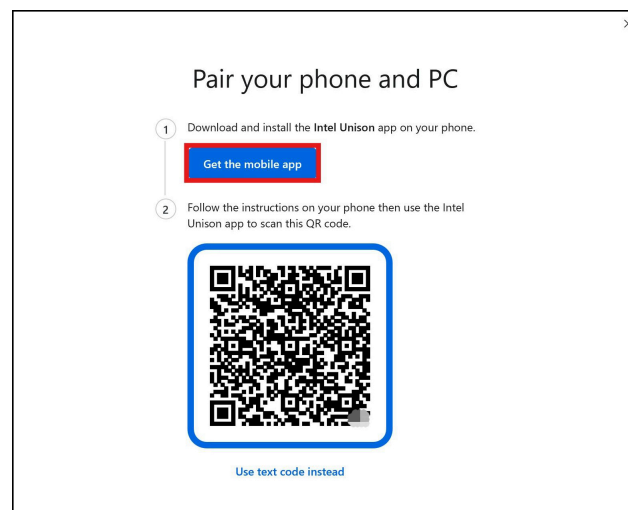 Pair your phone and PC
1 Download and install the Intel Unison app on your phone.
Get the mobile app
2 Follow the instructions on your phone then use the Intel
Unison app to scan this QR code.
Use text code instead